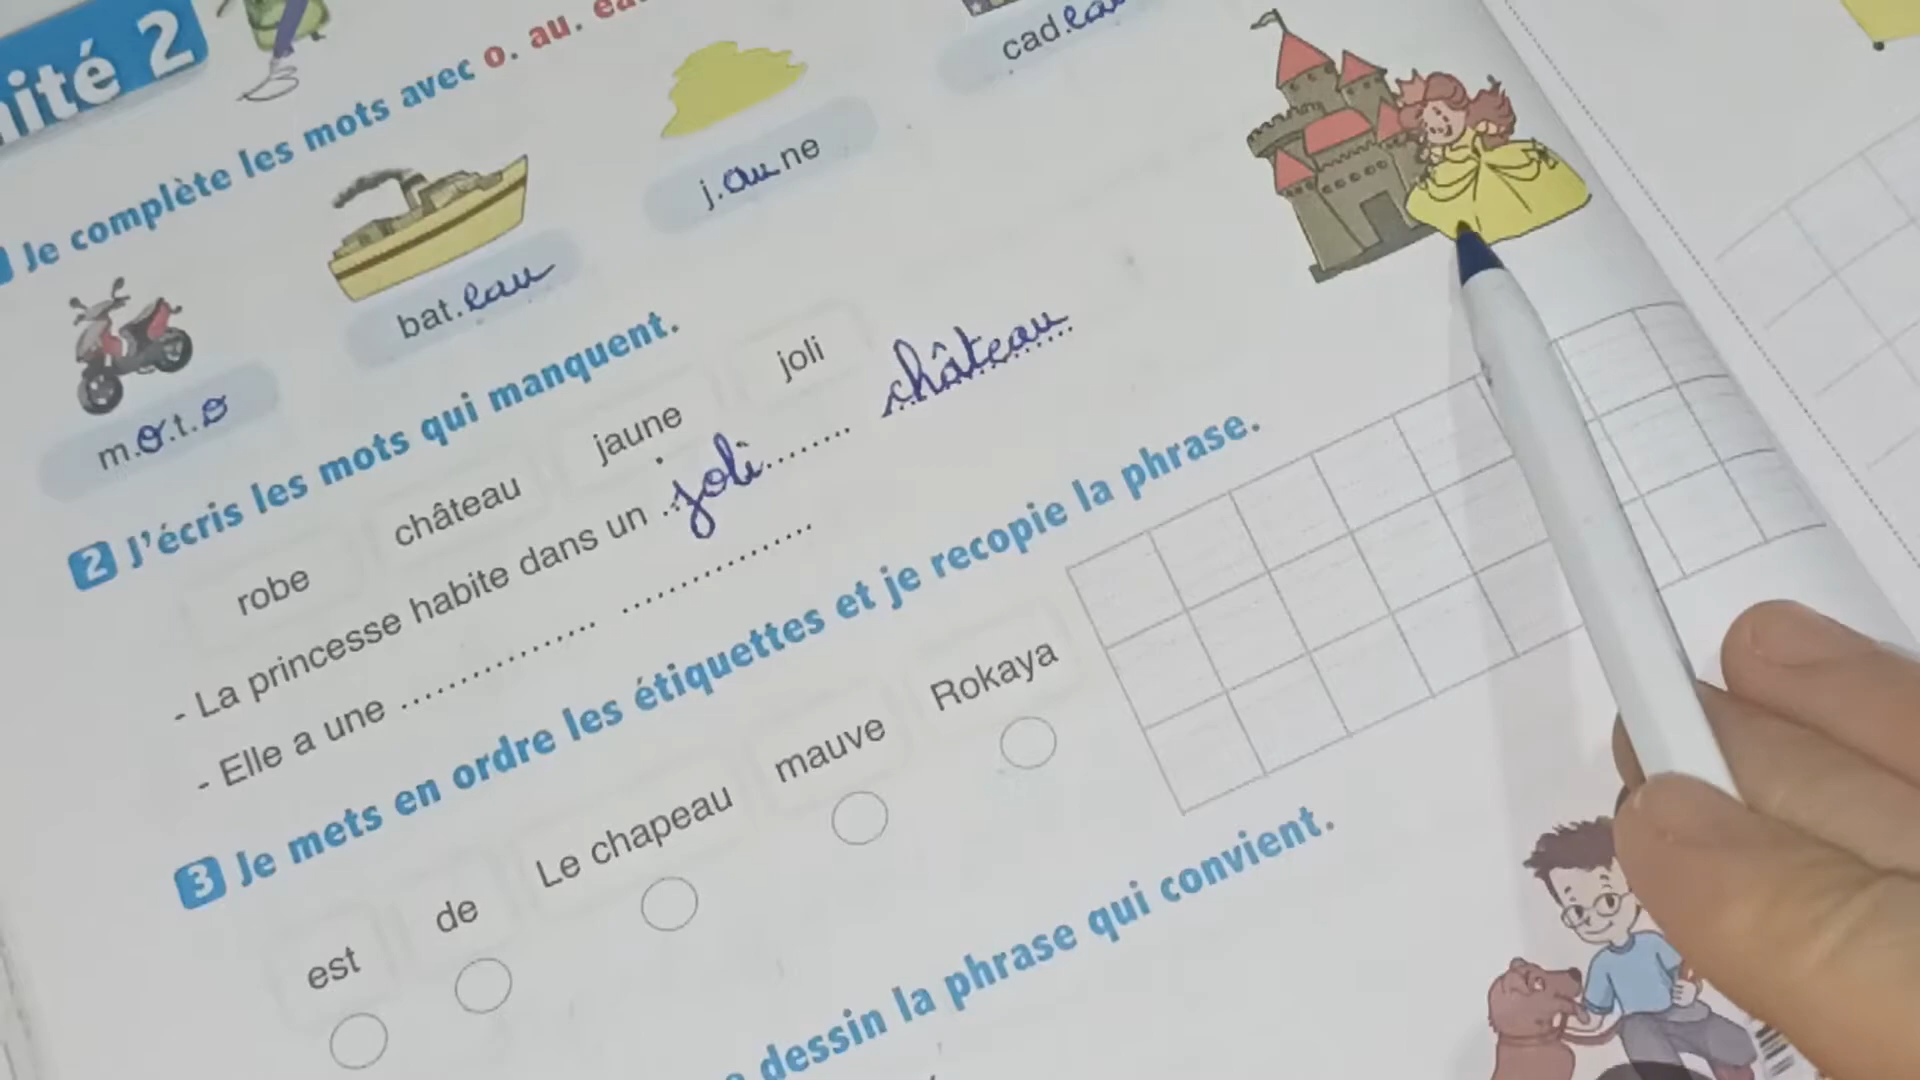 ité 2
Je complète les mots avec o. au. ea
m.o.t.o
bat.eau
j.au.ne
cad.eau
2 J'écris les mots qui manquent.
robe château jaune joli
- La princesse habite dans un .joli........ château
- Elle a une .................. ..................
3 Je mets en ordre les étiquettes et je recopie la phrase.
est de Le chapeau mauve Rokaya
dessin la phrase qui convient.